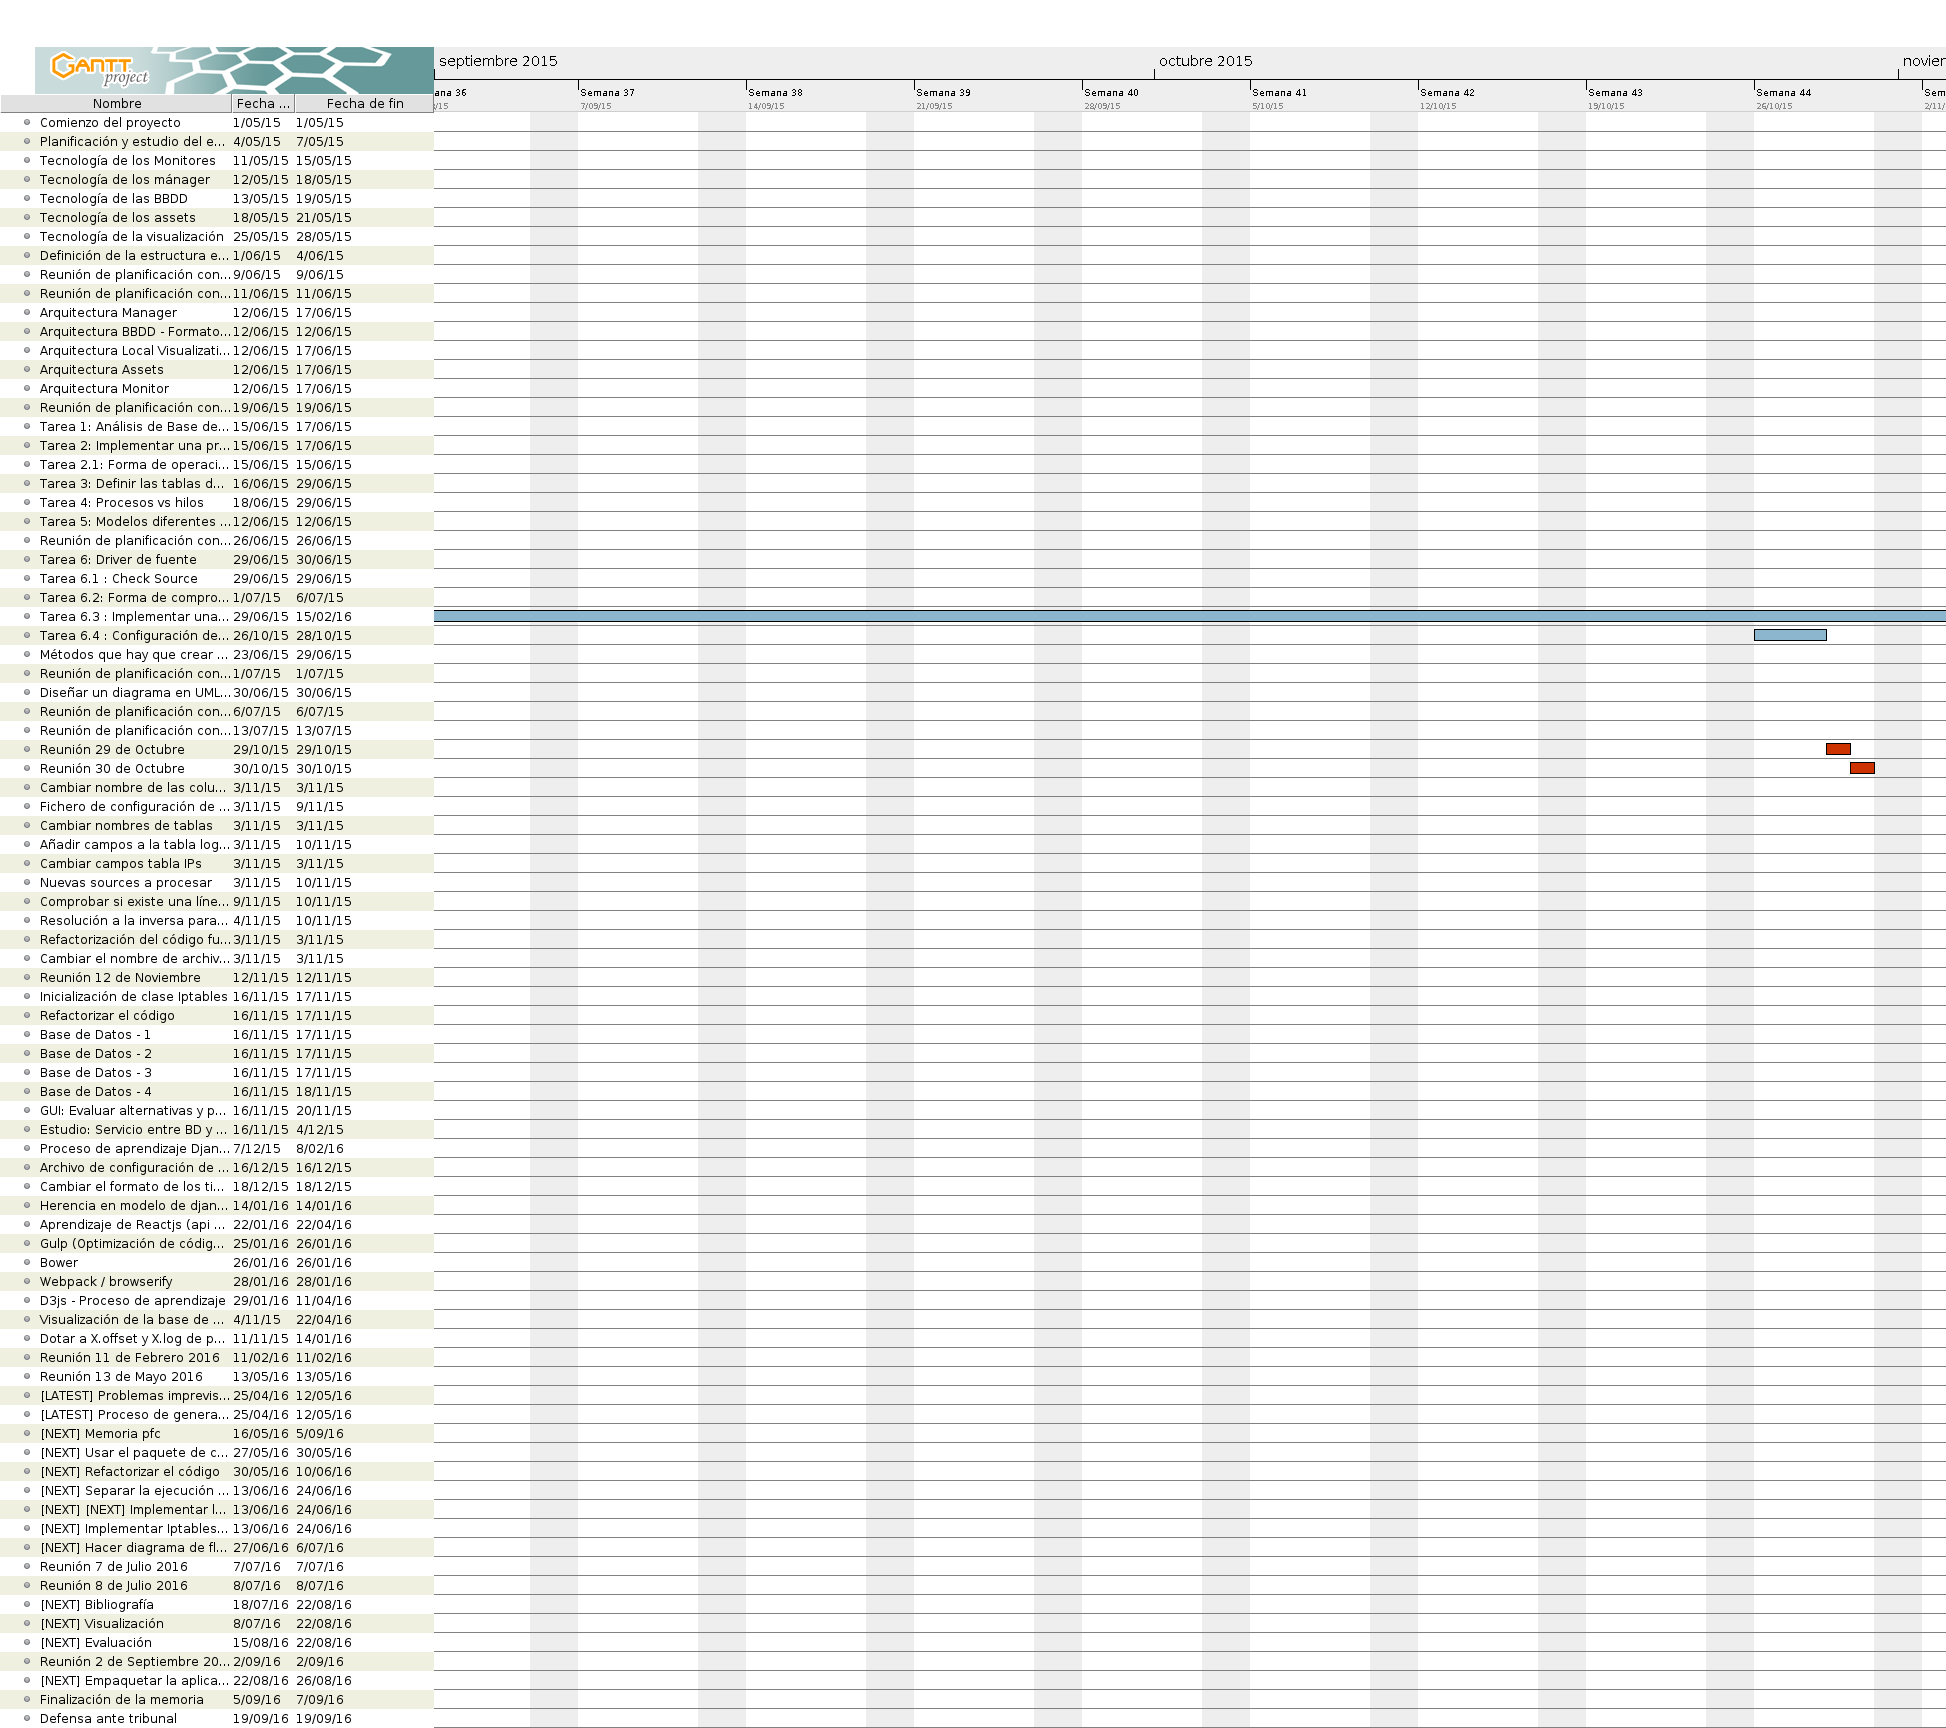 GANTT
project
septiembre 2015 octubre 2015 novier
ana 36 Semana 37 Semana 38 Semana 39 Semana 40 Semana 41 Semana 42 Semana 43 Semana 44 Sem
/15 7/09/15 14/09/15 21/09/15 28/09/15 5/10/15 12/10/15 19/10/15 26/10/15 2/11/
Nombre Fecha ... Fecha de fin
Comienzo del proyecto 1/05/15 1/05/15
Planificación y estudio del e... 4/05/15 7/05/15
Tecnología de los Monitores 11/05/15 15/05/15
Tecnología de los mánager 12/05/15 18/05/15
Tecnología de las BBDD 13/05/15 19/05/15
Tecnología de los assets 18/05/15 21/05/15
Tecnología de la visualización 25/05/15 28/05/15
Definición de la estructura e... 1/06/15 4/06/15
Reunión de planificación con... 9/06/15 9/06/15
Reunión de planificación con... 11/06/15 11/06/15
Arquitectura Manager 12/06/15 17/06/15
Arquitectura BBDD - Formato... 12/06/15 12/06/15
Arquitectura Local Visualizati... 12/06/15 17/06/15
Arquitectura Assets 12/06/15 17/06/15
Arquitectura Monitor 12/06/15 17/06/15
Reunión de planificación con... 19/06/15 19/06/15
Tarea 1: Análisis de Base de... 15/06/15 17/06/15
Tarea 2: Implementar una pr... 15/06/15 17/06/15
Tarea 2.1: Forma de operaci... 15/06/15 15/06/15
Tarea 3: Definir las tablas d... 16/06/15 29/06/15
Tarea 4: Procesos vs hilos 18/06/15 29/06/15
Tarea 5: Modelos diferentes ... 12/06/15 12/06/15
Reunión de planificación con... 26/06/15 26/06/15
Tarea 6: Driver de fuente 29/06/15 30/06/15
Tarea 6.1 : Check Source 29/06/15 29/06/15
Tarea 6.2: Forma de compro... 1/07/15 6/07/15
Tarea 6.3 : Implementar una... 29/06/15 15/02/16
Tarea 6.4 : Configuración de... 26/10/15 28/10/15
Métodos que hay que crear ... 23/06/15 29/06/15
Reunión de planificación con... 1/07/15 1/07/15
Diseñar un diagrama en UML... 30/06/15 30/06/15
Reunión de planificación con... 6/07/15 6/07/15
Reunión de planificación con... 13/07/15 13/07/15
Reunión 29 de Octubre 29/10/15 29/10/15
Reunión 30 de Octubre 30/10/15 30/10/15
Cambiar nombre de las colu... 3/11/15 3/11/15
Fichero de configuración de ... 3/11/15 9/11/15
Cambiar nombres de tablas 3/11/15 3/11/15
Añadir campos a la tabla log... 3/11/15 10/11/15
Cambiar campos tabla IPs 3/11/15 3/11/15
Nuevas sources a procesar 3/11/15 10/11/15
Comprobar si existe una líne... 9/11/15 10/11/15
Resolución a la inversa para... 4/11/15 10/11/15
Refactorización del código fu... 3/11/15 3/11/15
Cambiar el nombre de archiv... 3/11/15 3/11/15
Reunión 12 de Noviembre 12/11/15 12/11/15
Inicialización de clase Iptables 16/11/15 17/11/15
Refactorizar el código 16/11/15 17/11/15
Base de Datos - 1 16/11/15 17/11/15
Base de Datos - 2 16/11/15 17/11/15
Base de Datos - 3 16/11/15 17/11/15
Base de Datos - 4 16/11/15 18/11/15
GUI: Evaluar alternativas y p... 16/11/15 20/11/15
Estudio: Servicio entre BD y ... 16/11/15 4/12/15
Proceso de aprendizaje Djan... 7/12/15 8/02/16
Archivo de configuración de ... 16/12/15 16/12/15
Cambiar el formato de los ti... 18/12/15 18/12/15
Herencia en modelo de djan... 14/01/16 14/01/16
Aprendizaje de Reactjs (api ... 22/01/16 22/04/16
Gulp (Optimización de códig... 25/01/16 26/01/16
Bower 26/01/16 26/01/16
Webpack / browserify 28/01/16 28/01/16
D3js - Proceso de aprendizaje 29/01/16 11/04/16
Visualización de la base de ... 4/11/15 22/04/16
Dotar a X.offset y X.log de p... 11/11/15 14/01/16
Reunión 11 de Febrero 2016 11/02/16 11/02/16
Reunión 13 de Mayo 2016 13/05/16 13/05/16
[LATEST] Problemas imprevis... 25/04/16 12/05/16
[LATEST] Proceso de genera... 25/04/16 12/05/16
[NEXT] Memoria pfc 16/05/16 5/09/16
[NEXT] Usar el paquete de c... 27/05/16 30/05/16
[NEXT] Refactorizar el código 30/05/16 10/06/16
[NEXT] Separar la ejecución ... 13/06/16 24/06/16
[NEXT] [NEXT] Implementar l... 13/06/16 24/06/16
[NEXT] Implementar Iptables... 13/06/16 24/06/16
[NEXT] Hacer diagrama de fl... 27/06/16 6/07/16
Reunión 7 de Julio 2016 7/07/16 7/07/16
Reunión 8 de Julio 2016 8/07/16 8/07/16
[NEXT] Bibliografía 18/07/16 22/08/16
[NEXT] Visualización 8/07/16 22/08/16
[NEXT] Evaluación 15/08/16 22/08/16
Reunión 2 de Septiembre 20... 2/09/16 2/09/16
[NEXT] Empaquetar la aplica... 22/08/16 26/08/16
Finalización de la memoria 5/09/16 7/09/16
Defensa ante tribunal 19/09/16 19/09/16